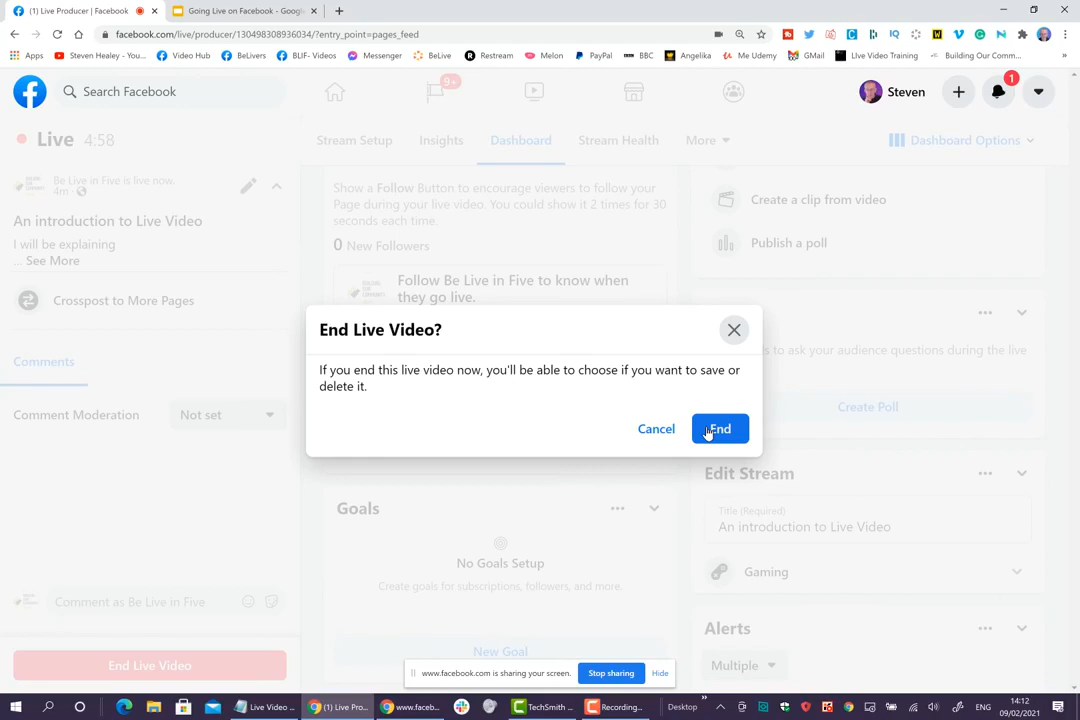 (1) Live Producer | Facebook
Going Live on Facebook - Google
facebook.com/live/producer/130498308936034/?entry_point=pages_feed
Apps
Steven Healey - You...
Video Hub
BeLivers
BLIF- Videos
Messenger
BeLive
Restream
Melon
PayPal
BBC
Angelika
Me Udemy
GMail
Live Video Training
Building Our Comm...
Search Facebook
9+
Steven
1
Live 4:58
Stream Setup
Insights
Dashboard
Stream Health
More
Dashboard Options
Be Live in Five is live now.
4m
An introduction to Live Video
I will be explaining
... See More
Crosspost to More Pages
Comments
Comment Moderation
Not set
Comment as Be Live in Five
End Live Video
Show a Follow Button to encourage viewers to follow your
Page during your live video. You could show it 2 times for 30
seconds each time.
0 New Followers
Follow Be Live in Five to know when
they go live.
End Live Video?
If you end this live video now, you'll be able to choose if you want to save or
delete it.
Cancel
End
Goals
No Goals Setup
Create goals for subscriptions, followers, and more.
New Goal
Create a clip from video
Publish a poll
to ask your audience questions during the live
Create Poll
Edit Stream
Title (Required)
An introduction to Live Video
Gaming
Alerts
Multiple
www.facebook.com is sharing your screen.
Stop sharing
Hide
Live Video ...
(1) Live Pro...
www.faceb...
TechSmith ...
Recording...
Desktop
ENG
14:12
09/02/2021